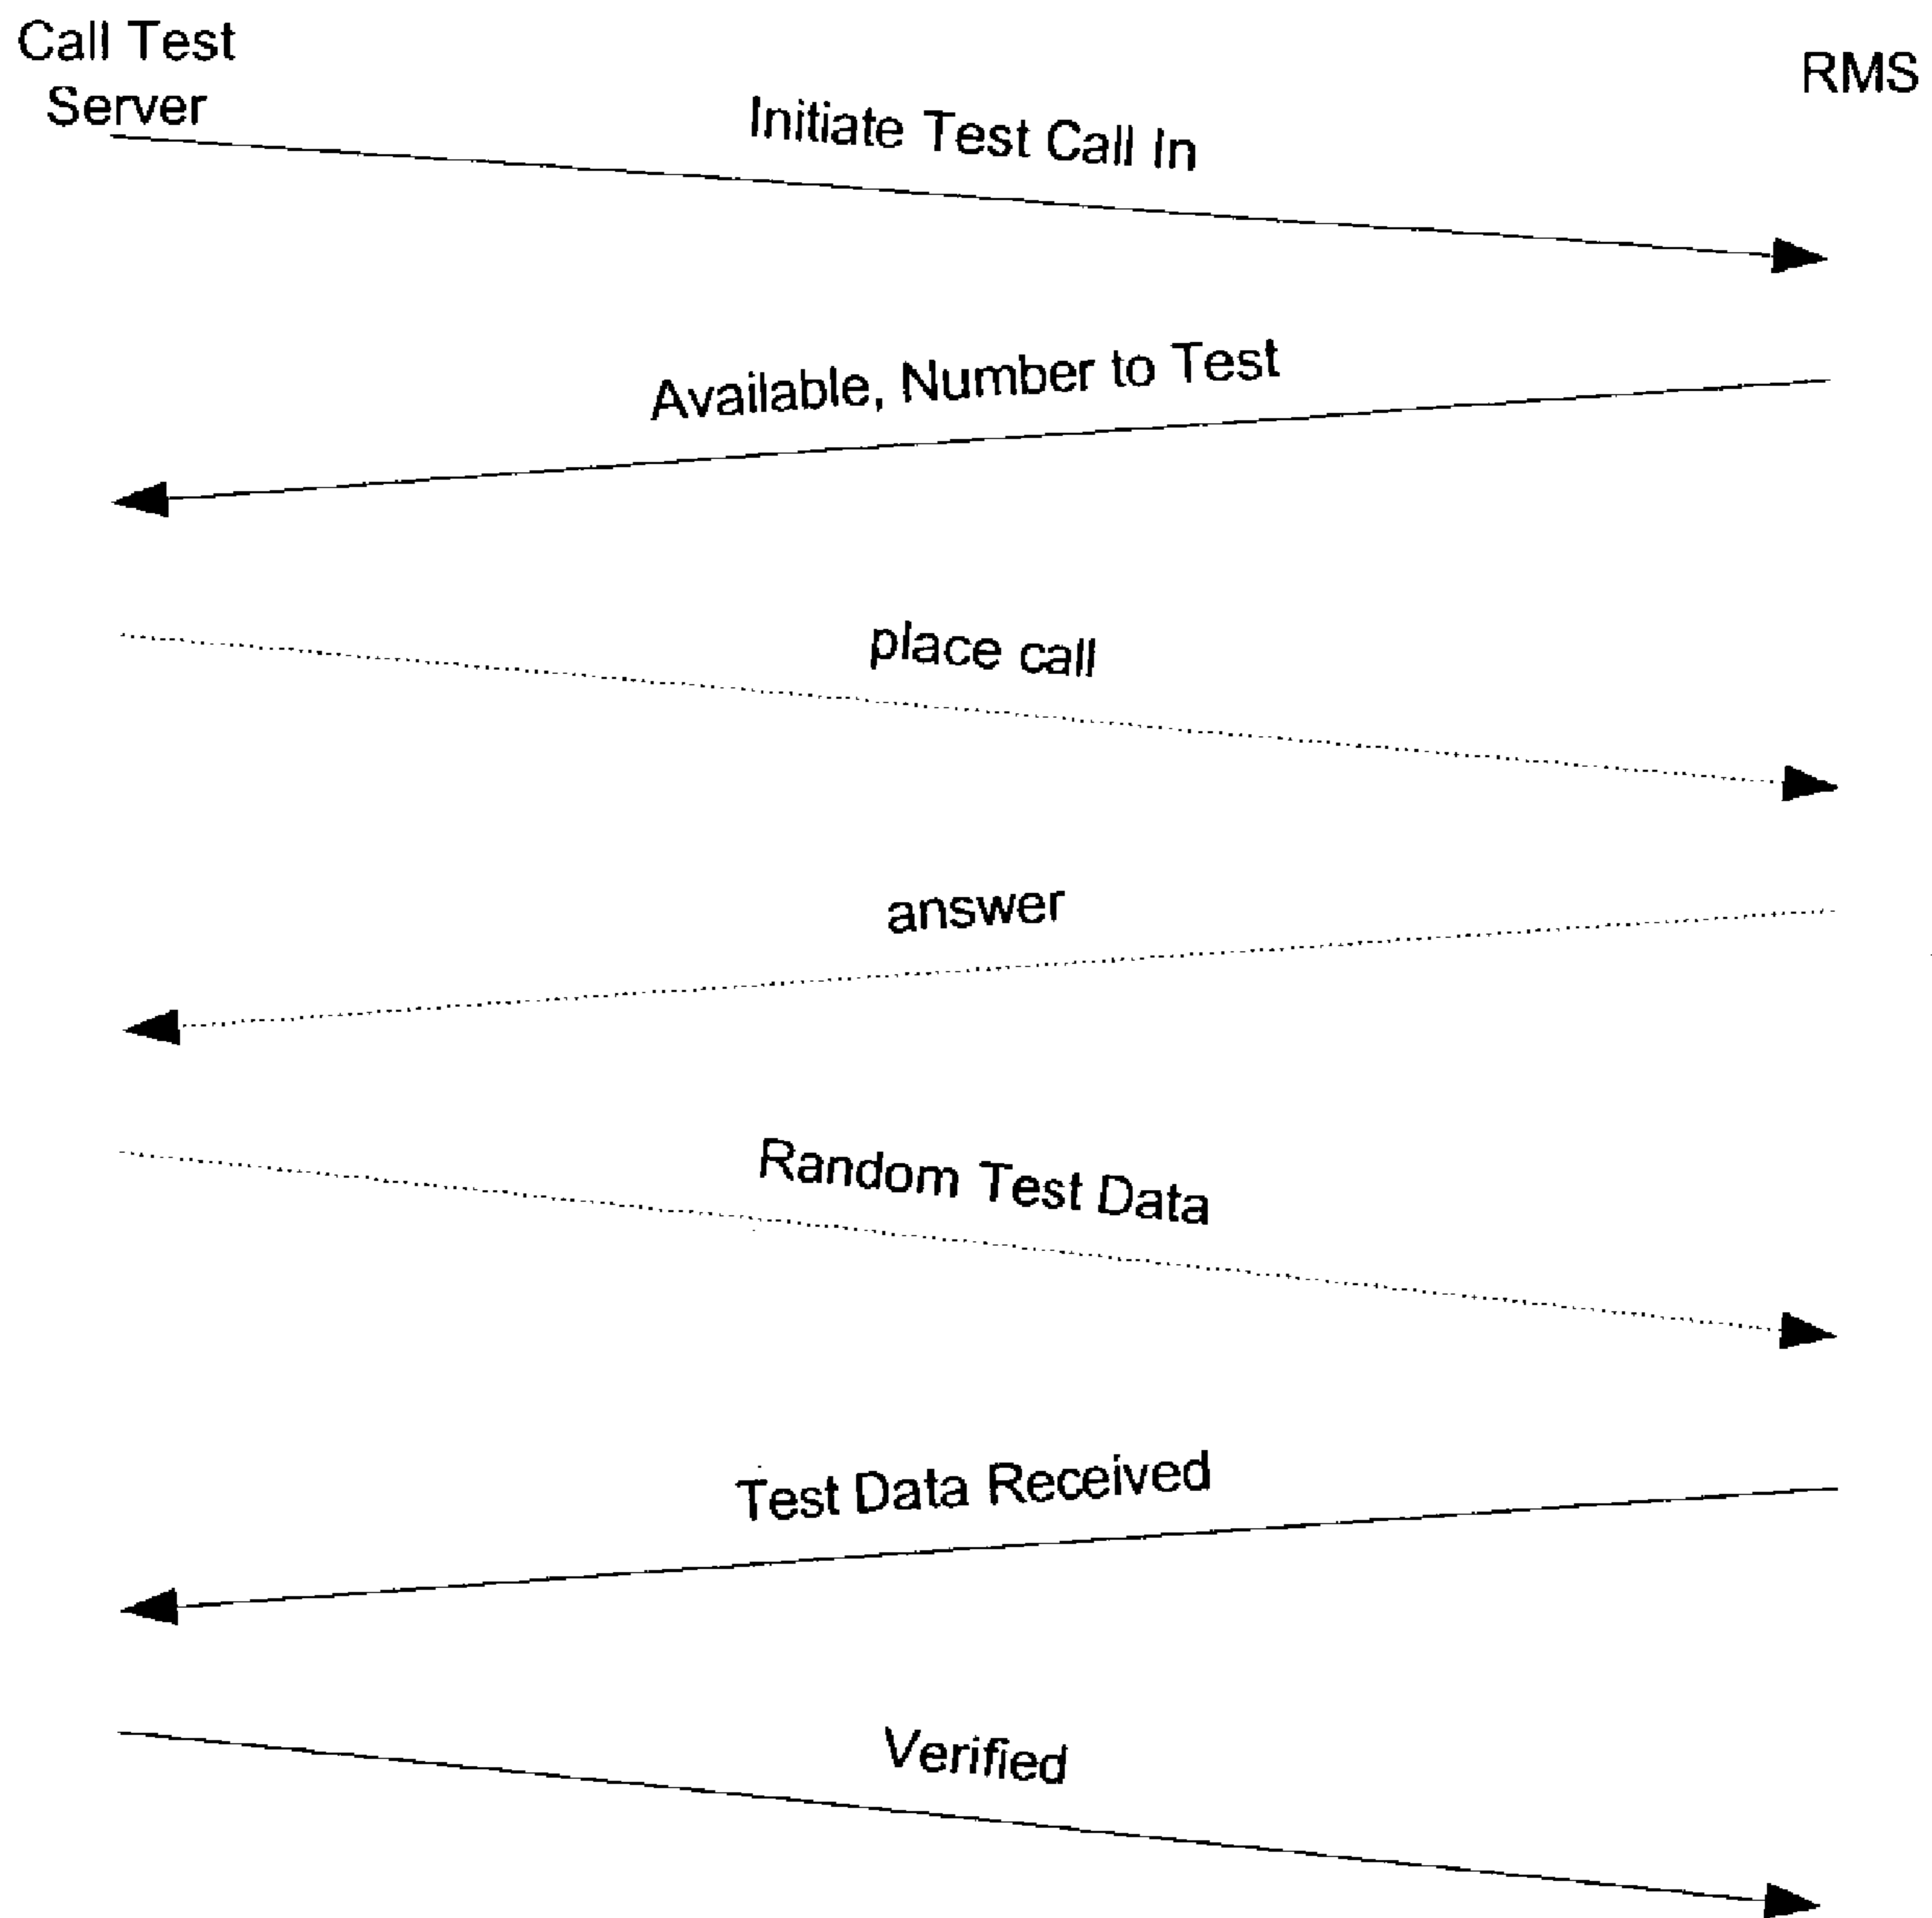 Call Test
Server
RMS
Initiate Test Call In
Available, Number to Test
place call
answer
Random Test Data
Test Data Received
Verified